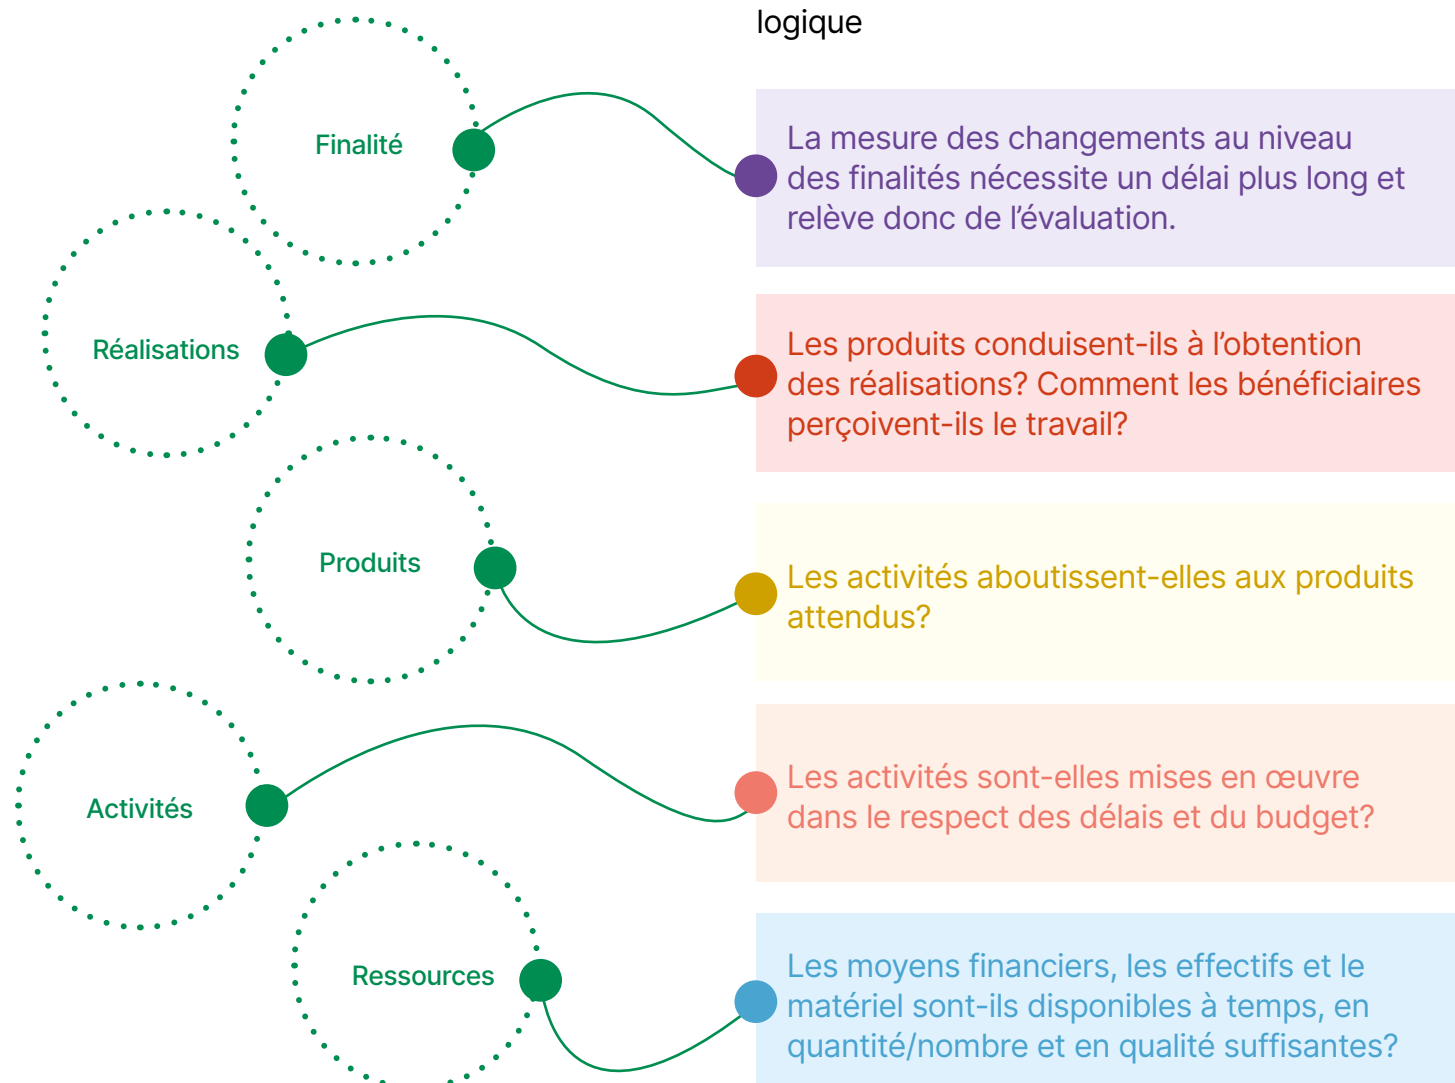 logique
Finalité
La mesure des changements au niveau
des finalités nécessite un délai plus long et
relève donc de l’évaluation.
Réalisations
Les produits conduisent-ils à l’obtention
des réalisations? Comment les bénéficiaires
perçoivent-ils le travail?
Produits
Les activités aboutissent-elles aux produits
attendus?
Activités
Les activités sont-elles mises en œuvre
dans le respect des délais et du budget?
Ressources
Les moyens financiers, les effectifs et le
matériel sont-ils disponibles à temps, en
quantité/nombre et en qualité suffisantes?